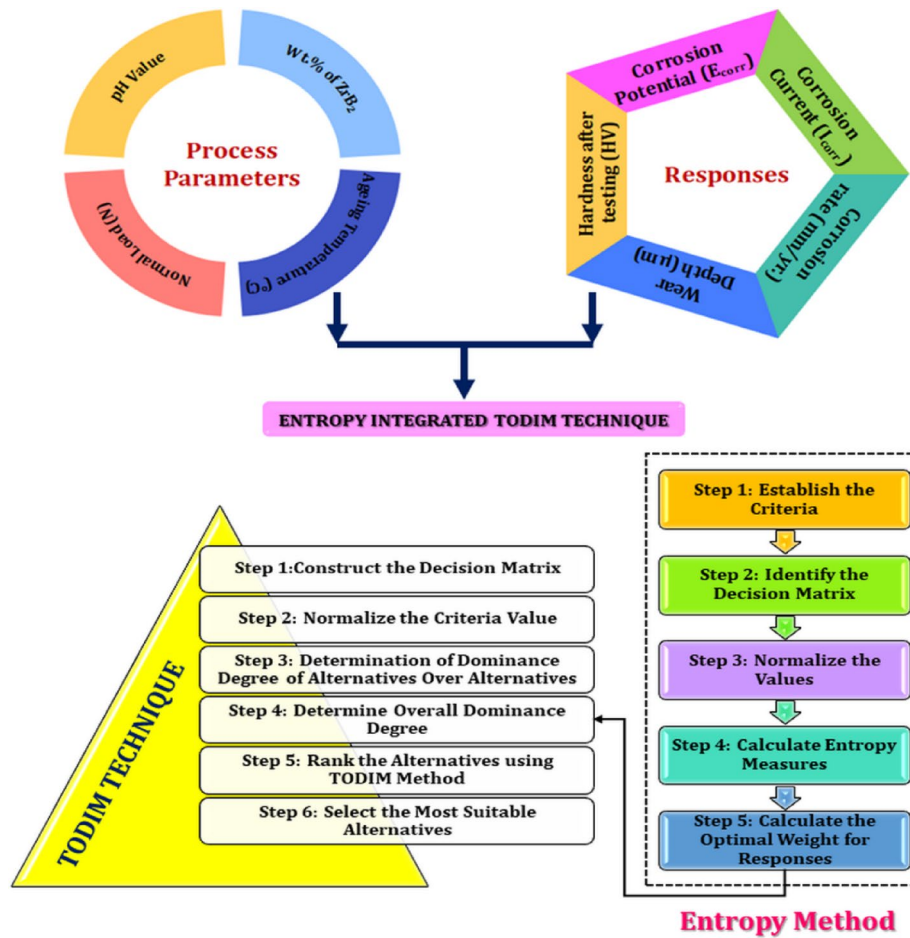 pH Value
Wt.% of ZrB₂
Process
Parameters
Normal Load (N)
Ageing Temperature (°C)
Corrosion
Potential (Ecorr)
Corrosion
Current (Icorr)
Hardness after
testing (HV)
Responses
Corrosion
rate (mm/yr.)
Wear
Depth (μm)
ENTROPY INTEGRATED TODIM TECHNIQUE
TODIM TECHNIQUE
Step 1:Construct the Decision Matrix
Step 2: Normalize the Criteria Value
Step 3: Determination of Dominance
Degree of Alternatives Over Alternatives
Step 4: Determine Overall Dominance
Degree
Step 5: Rank the Alternatives using
TODIM Method
Step 6: Select the Most Suitable
Alternatives
Step 1: Establish the
Criteria
Step 2: Identify the
Decision Matrix
Step 3: Normalize the
Values
Step 4: Calculate Entropy
Measures
Step 5: Calculate the
Optimal Weight for
Responses
Entropy Method